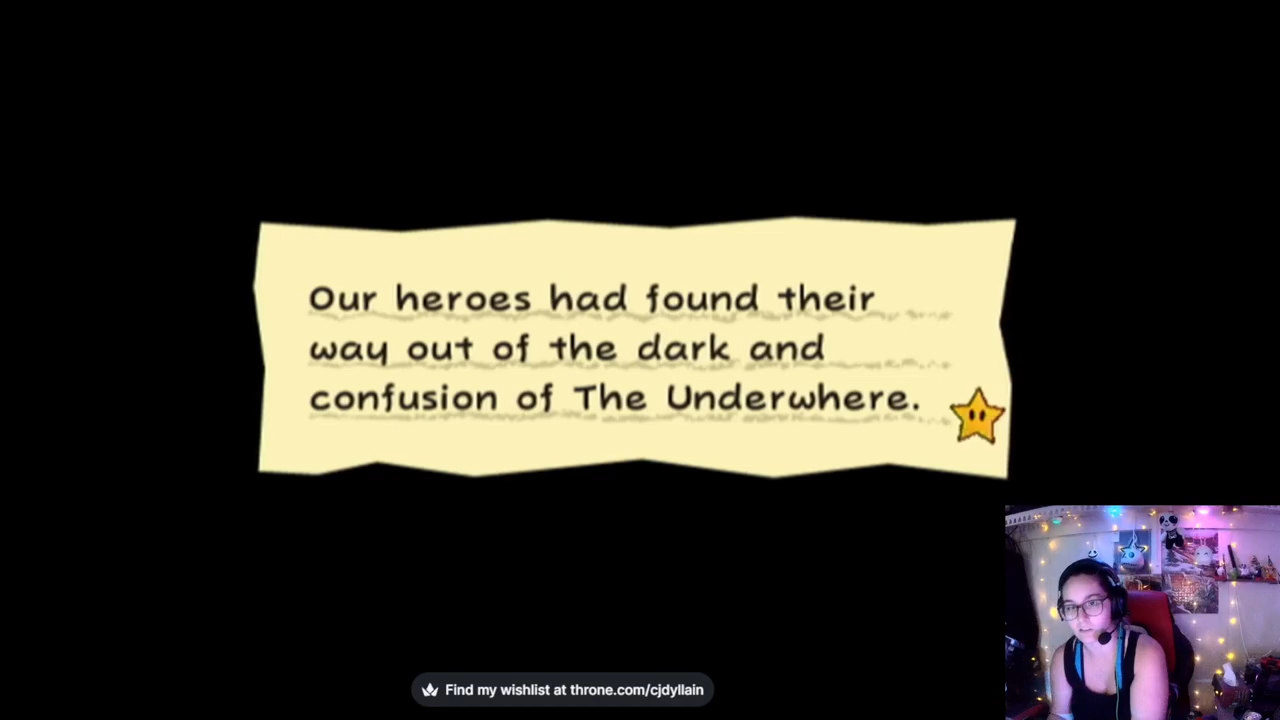 Our heroes had found their
way out of the dark and
confusion of The Underwhere.
Find my wishlist at throne.com/cjdyllain